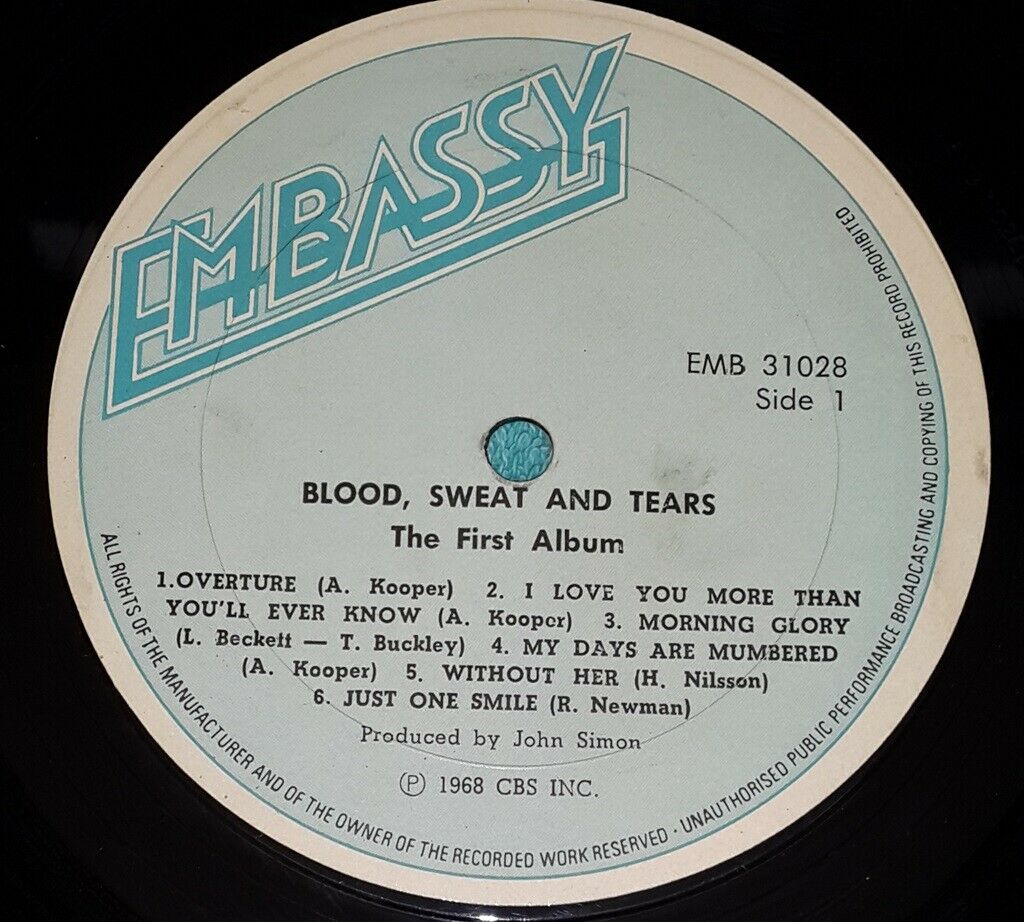 EMBASSY
EMB 31028
Side 1
BLOOD, SWEAT AND TEARS
The First Album
1.OVERTURE (A. Kooper) 2. I LOVE YOU MORE THAN
YOU'LL EVER KNOW (A. Kooper) 3. MORNING GLORY
(L. Beckett — T. Buckley) 4. MY DAYS ARE MUMBERED
(A. Kooper) 5. WITHOUT HER (H. Nilsson)
6. JUST ONE SMILE (R. Newman)
Produced by John Simon
Ⓟ 1968 CBS INC.
ALL RIGHTS OF THE MANUFACTURER AND OF THE OWNER OF THE RECORDED WORK RESERVED · UNAUTHORISED PUBLIC PERFORMANCE BROADCASTING AND COPYING OF THIS RECORD PROHIBITED